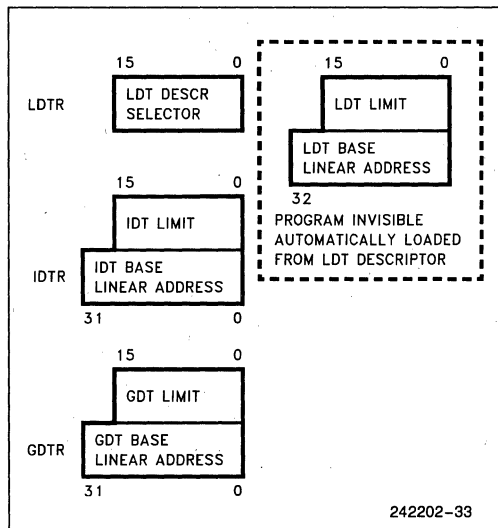 15 0
LDTR
LDT DESCR
SELECTOR
15 0
LDT LIMIT
LDT BASE
LINEAR ADDRESS
32
PROGRAM INVISIBLE
AUTOMATICALLY LOADED
FROM LDT DESCRIPTOR
15 0
IDT LIMIT
IDTR
IDT BASE
LINEAR ADDRESS
31 0
15 0
GDT LIMIT
GDTR
GDT BASE
LINEAR ADDRESS
31 0
242202-33